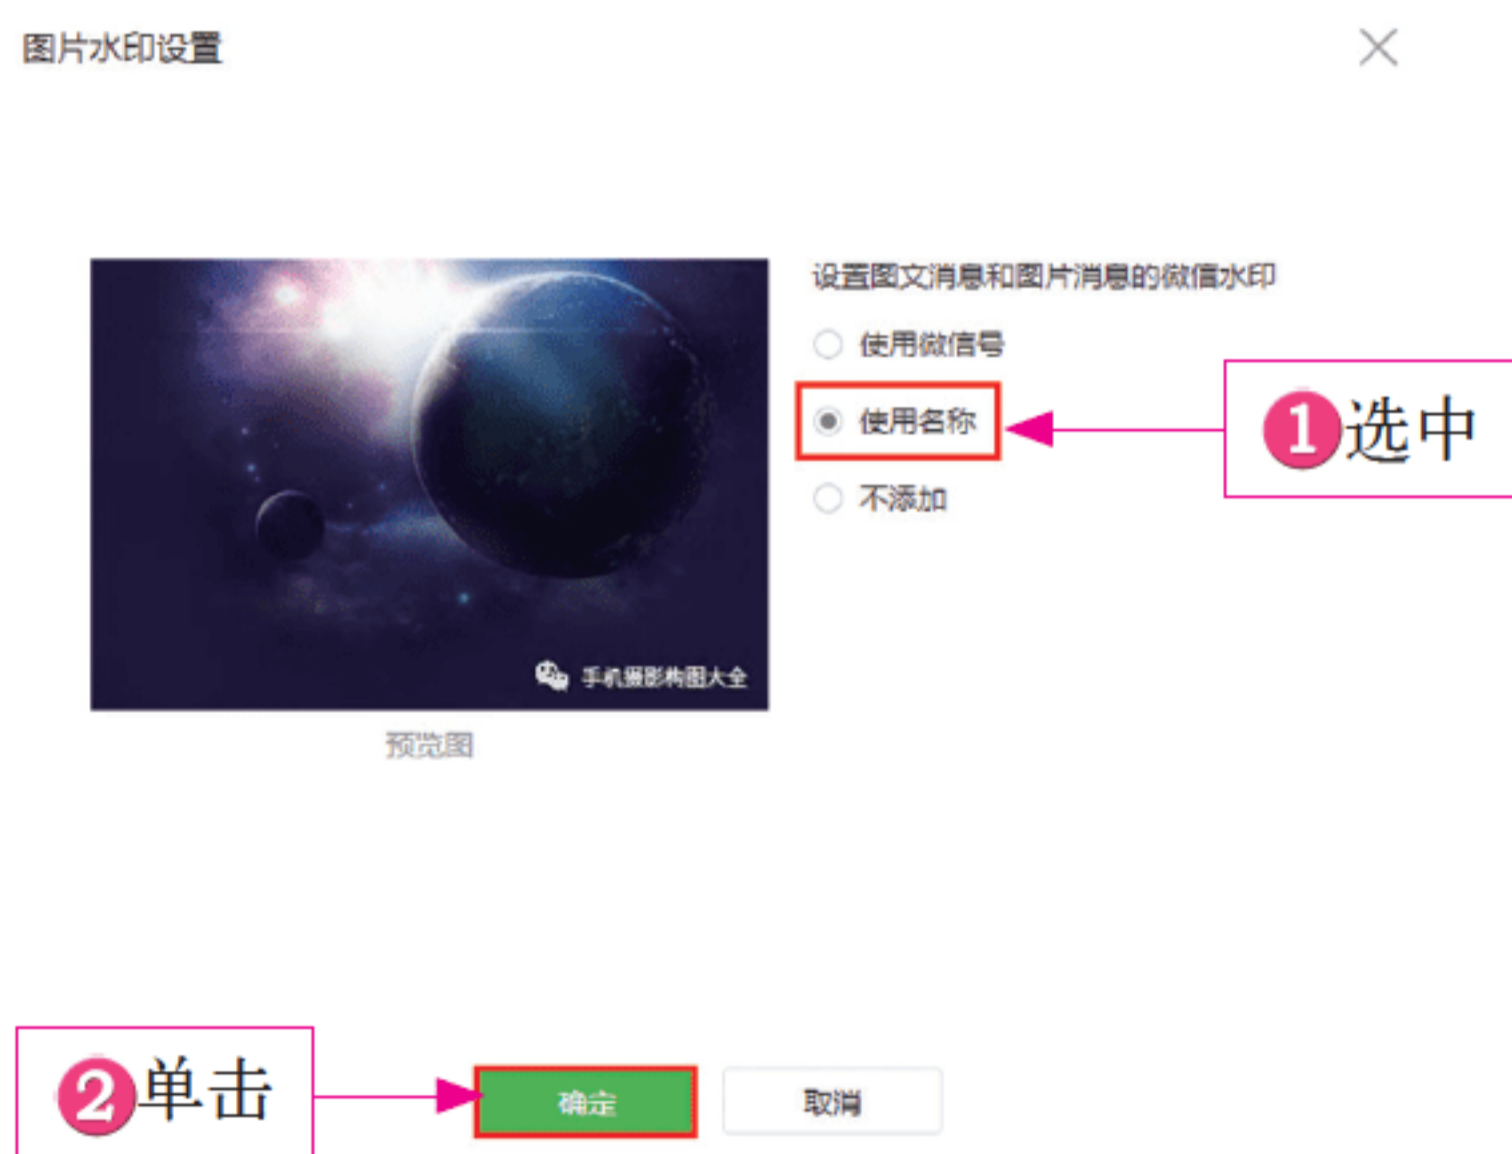 图片水印设置
设置图文消息和图片消息的微信水印
使用微信号
使用名称
1选中
不添加
手机摄影构图大全
预览图
2单击
确定
取消